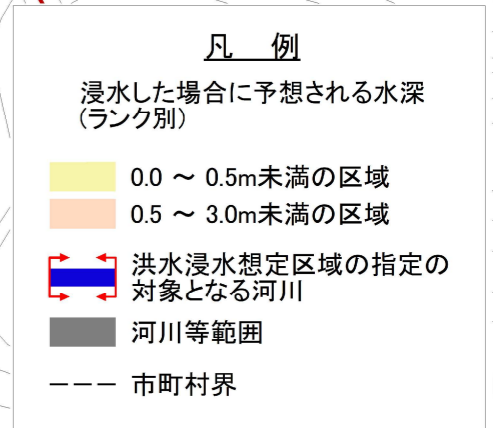 凡 例
浸水した場合に予想される水深
(ランク別)
0.0 ～ 0.5m未満の区域
0.5 ～ 3.0m未満の区域
洪水浸水想定区域の指定の
対象となる河川
河川等範囲
市町村界